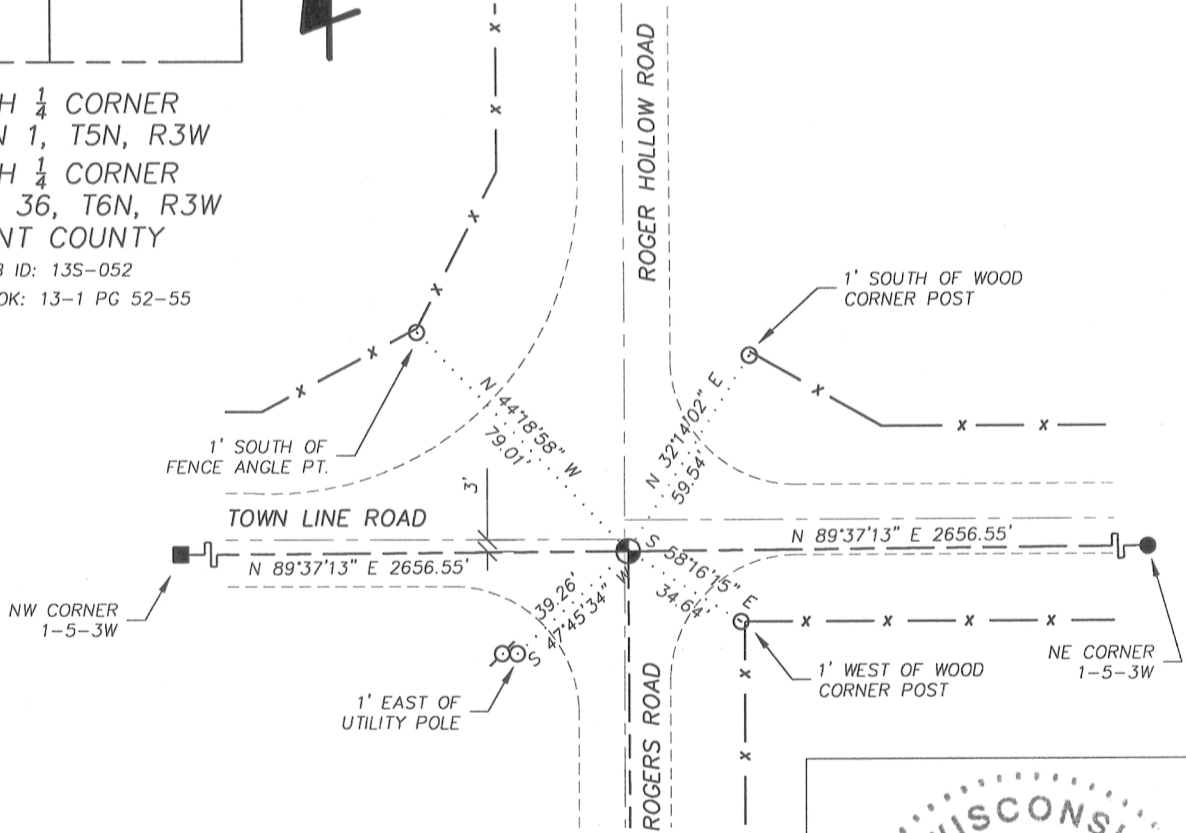 H 1/4 CORNER
N 1, T5N, R3W
H 1/4 CORNER
36, T6N, R3W
NT COUNTY
ID: 13S-052
OK: 13-1 PG 52-55
ROGER HOLLOW ROAD
1' SOUTH OF WOOD
CORNER POST
1' SOUTH OF
FENCE ANGLE PT.
N 44°18'58" W
79.01'
N 32°14'02" E
59.54'
3'
TOWN LINE ROAD
N 89°37'13" E 2656.55'
N 89°37'13" E 2656.55'
NW CORNER
1-5-3W
S 58°16'15" E
34.64'
39.26'
S 47°45'34" W
1' EAST OF
UTILITY POLE
1' WEST OF WOOD
CORNER POST
NE CORNER
1-5-3W
ROGERS ROAD
ISCONS